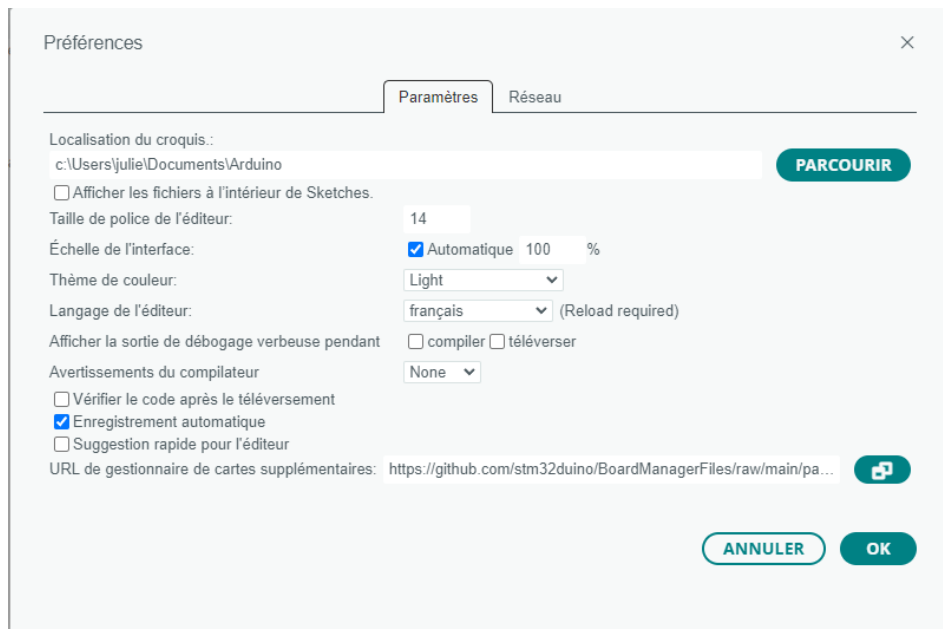 Préférences
Paramètres Réseau
Localisation du croquis.:
c:\Users\julie\Documents\Arduino PARCOURIR
Afficher les fichiers à l'intérieur de Sketches.
Taille de police de l'éditeur: 14
Échelle de l'interface: Automatique 100 %
Thème de couleur: Light
Langage de l'éditeur: français (Reload required)
Afficher la sortie de débogage verbeuse pendant compiler téléverser
Avertissements du compilateur None
Vérifier le code après le téléversement
Enregistrement automatique
Suggestion rapide pour l'éditeur
URL de gestionnaire de cartes supplémentaires: https://github.com/stm32duino/BoardManagerFiles/raw/main/pa...
ANNULER OK